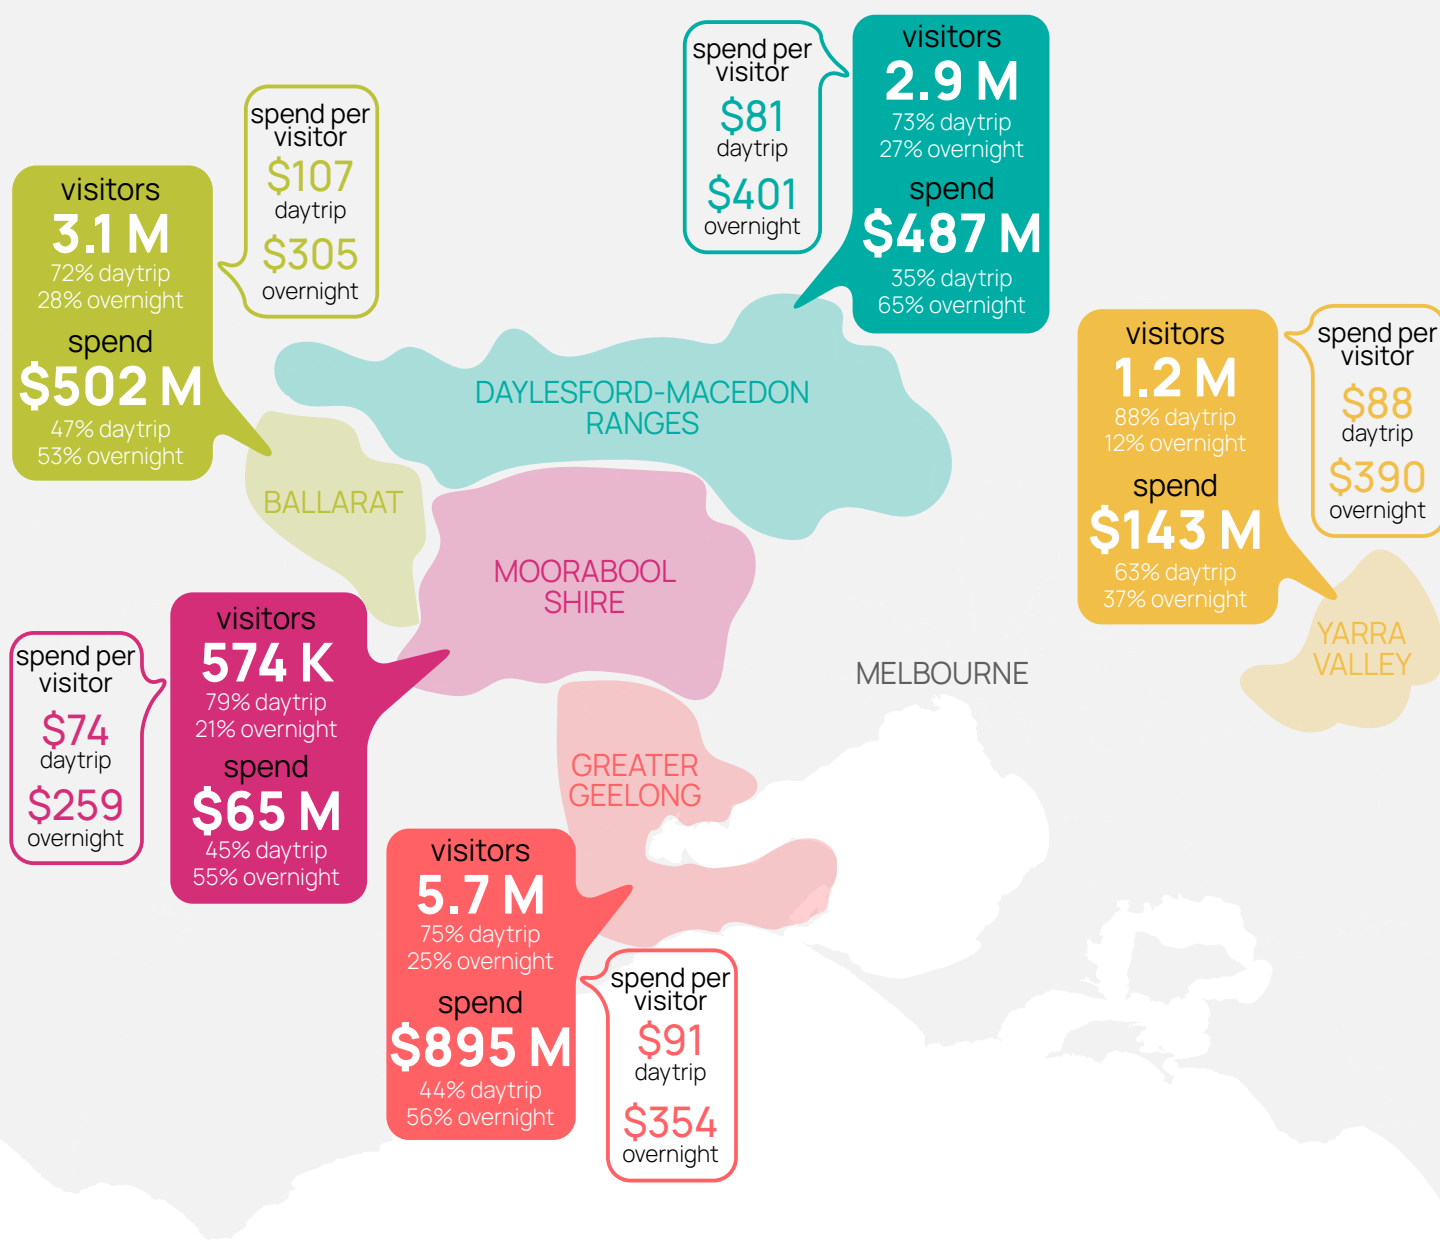 spend per
visitor
$81
daytrip
$401
overnight
visitors
2.9 M
73% daytrip
27% overnight
spend
$487 M
35% daytrip
65% overnight
spend per
visitor
$107
daytrip
$305
overnight
visitors
3.1 M
72% daytrip
28% overnight
spend
$502 M
47% daytrip
53% overnight
visitors
1.2 M
88% daytrip
12% overnight
spend
$143 M
63% daytrip
37% overnight
spend per
visitor
$88
daytrip
$390
overnight
DAYLESFORD-MACEDON
RANGES
BALLARAT
MOORABOOL
SHIRE
YARRA
VALLEY
MELBOURNE
GREATER
GEELONG
spend per
visitor
$74
daytrip
$259
overnight
visitors
574 K
79% daytrip
21% overnight
spend
$65 M
45% daytrip
55% overnight
visitors
5.7 M
75% daytrip
25% overnight
spend
$895 M
44% daytrip
56% overnight
spend per
visitor
$91
daytrip
$354
overnight